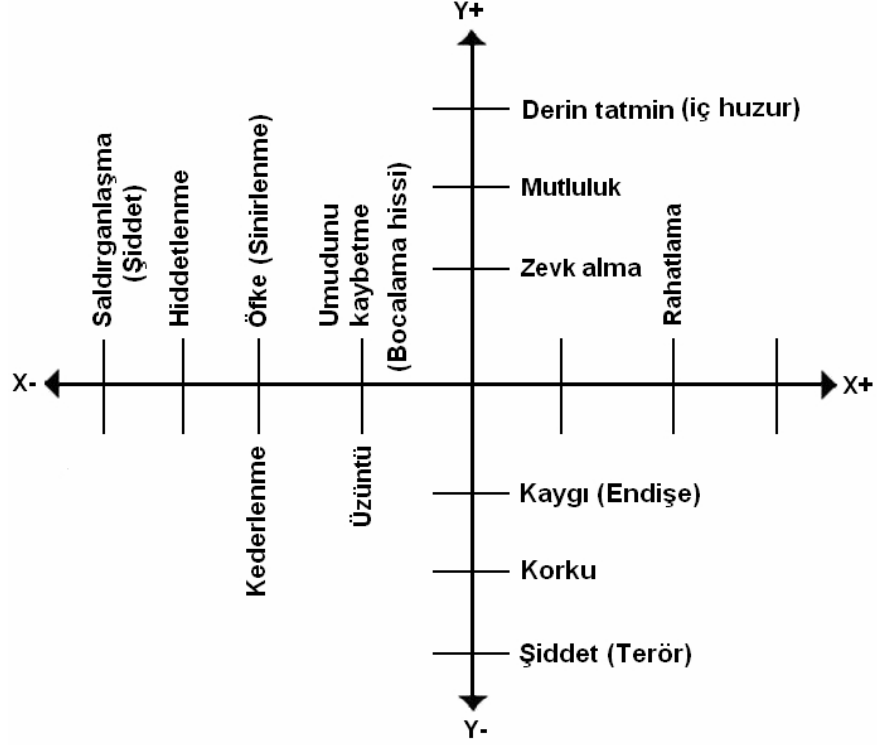 Y+
Derin tatmin (iç huzur)
Mutluluk
Zevk alma
Saldırganlaşma
(Şiddet)
Hiddetlenme
Öfke (Sinirlenme)
Umudunu
kaybetme
(Bocalama hissi)
Rahatlama
X-
X+
Kederlenme
Üzüntü
Kaygı (Endişe)
Korku
Şiddet (Terör)
Y-